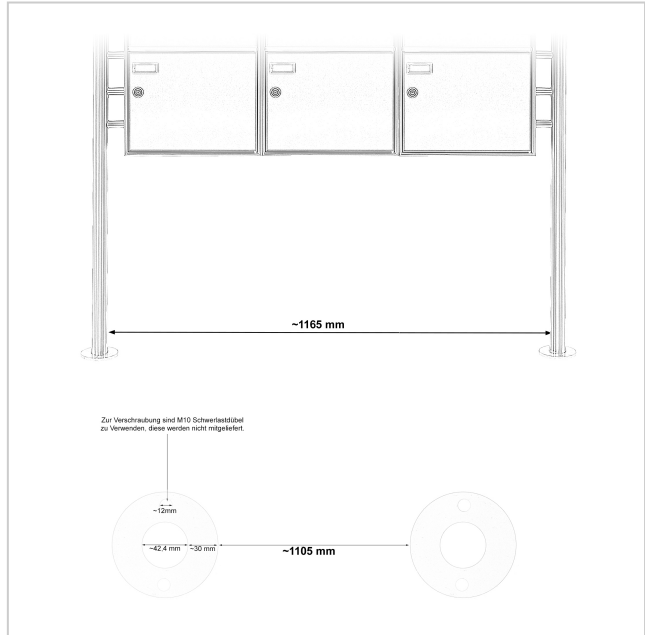 ~1165 mm
Zur Verschraubung sind M10 Schwerlastdübel
zu Verwenden, diese werden nicht mitgeliefert.
~12mm
~42,4 mm
~30 mm
~1105 mm